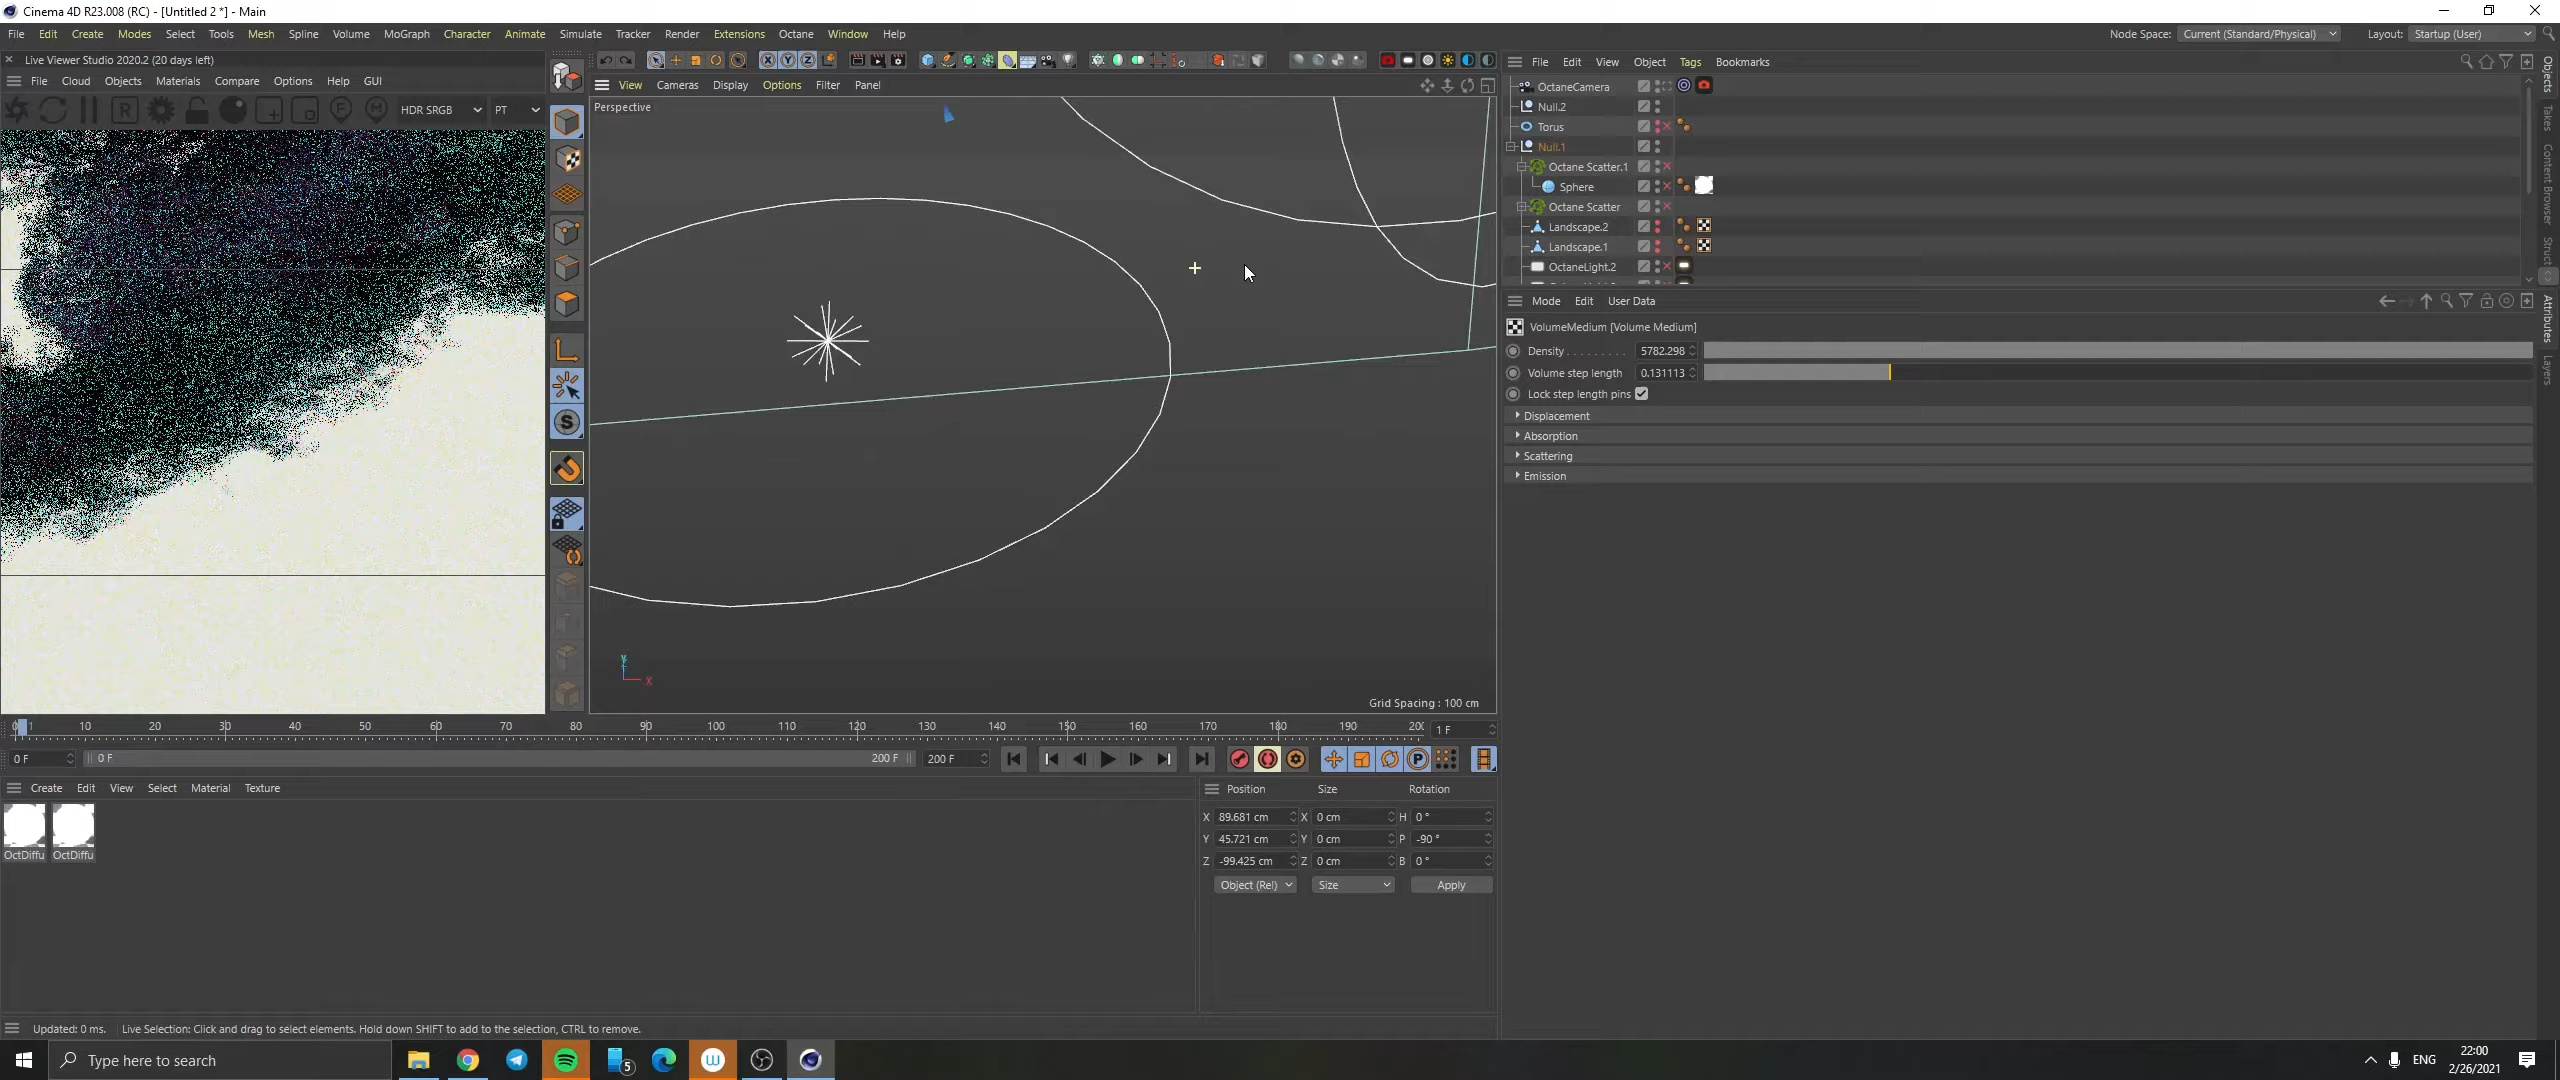 Cinema 4D R23.008 (RC) - [Untitled 2 *] - Main
File Edit Create Modes Select Tools Mesh Spline Volume MoGraph Character Animate Simulate Tracker Render Extensions Octane Window Help
Node Space: Current (Standard/Physical) Layout: Startup (User)
Live Viewer Studio 2020.2 (20 days left)
File Cloud Objects Materials Compare Options Help GUI
HDR SRGB PT
View Cameras Display Options Filter Panel
Perspective
Grid Spacing : 100 cm
File Edit View Object Tags Bookmarks
OctaneCamera
Null.2
Torus
Null.1
Octane Scatter.1
Sphere
Octane Scatter
Landscape.2
Landscape.1
OctaneLight.2
Objects
Takes
Content Browser
Attributes
Layers
Mode Edit User Data
VolumeMedium [Volume Medium]
Density . . . . . . . . . 5782.298
Volume step length 0.131113
Lock step length pins
Displacement
Absorption
Scattering
Emission
10 20 30 40 50 60 70 80 90 100 110 120 130 140 150 160 170 180 190 1 F
0 F 0 F 200 F 200 F
Create Edit View Select Material Texture
OctDiffu OctDiffu
Position Size Rotation
X 89.681 cm X 0 cm H 0 °
Y 45.721 cm Y 0 cm P -90 °
Z -99.425 cm Z 0 cm B 0 °
Object (Rel) Size Apply
Updated: 0 ms. Live Selection: Click and drag to select elements. Hold down SHIFT to add to the selection, CTRL to remove.
Type here to search
5
ENG
22:00
2/26/2021